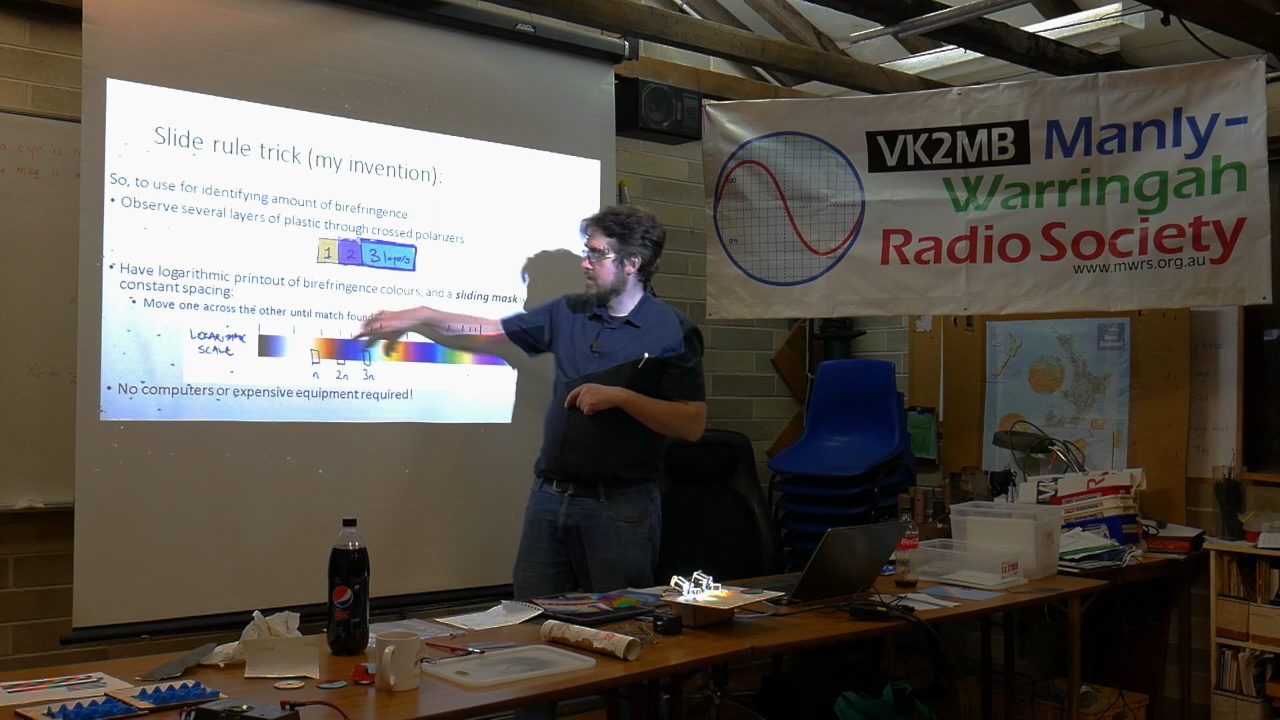 Slide rule trick (my invention):
So, to use for identifying amount of birefringence.
• Observe several layers of plastic through crossed polarizers
1 2 3 layers
• Have logarithmic printout of birefringence colours, and a sliding mask
constant spacing:
• Move one across the other until match found
LOGARITHMIC
SCALE
n 2n 3n
• No computers or expensive equipment required!
VK2MB Manly-
Warringah
Radio Society
www.mwrs.org.au